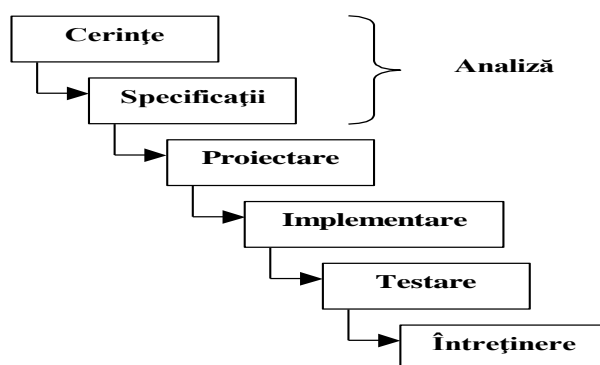 Cerinţe
Analiză
Specificaţii
Proiectare
Implementare
Testare
Întreţinere